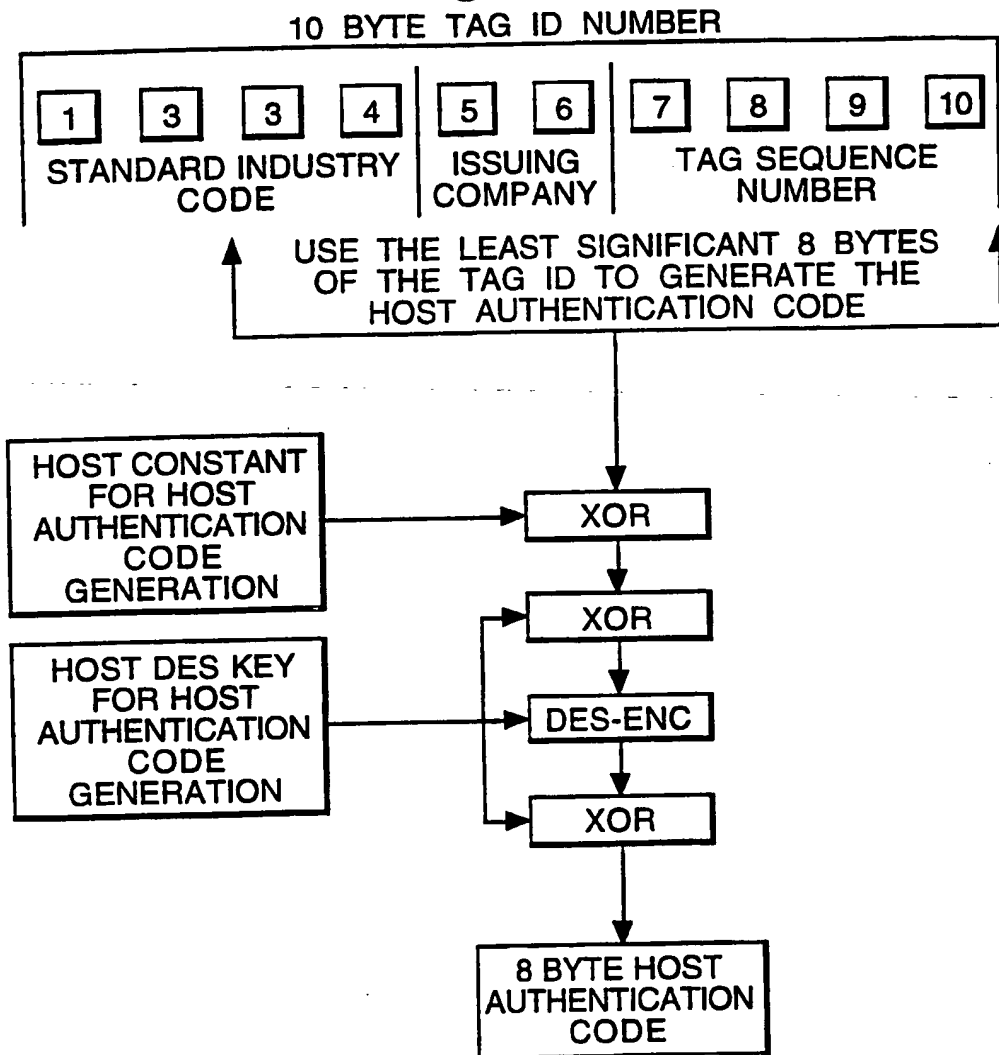 10 BYTE TAG ID NUMBER
1 3 3 4 5 6 7 8 9 10
STANDARD INDUSTRY
CODE
ISSUING
COMPANY
TAG SEQUENCE
NUMBER
USE THE LEAST SIGNIFICANT 8 BYTES
OF THE TAG ID TO GENERATE THE
HOST AUTHENTICATION CODE
HOST CONSTANT
FOR HOST
AUTHENTICATION
CODE
GENERATION
XOR
XOR
HOST DES KEY
FOR HOST
AUTHENTICATION
CODE
GENERATION
DES-ENC
XOR
8 BYTE HOST
AUTHENTICATION
CODE